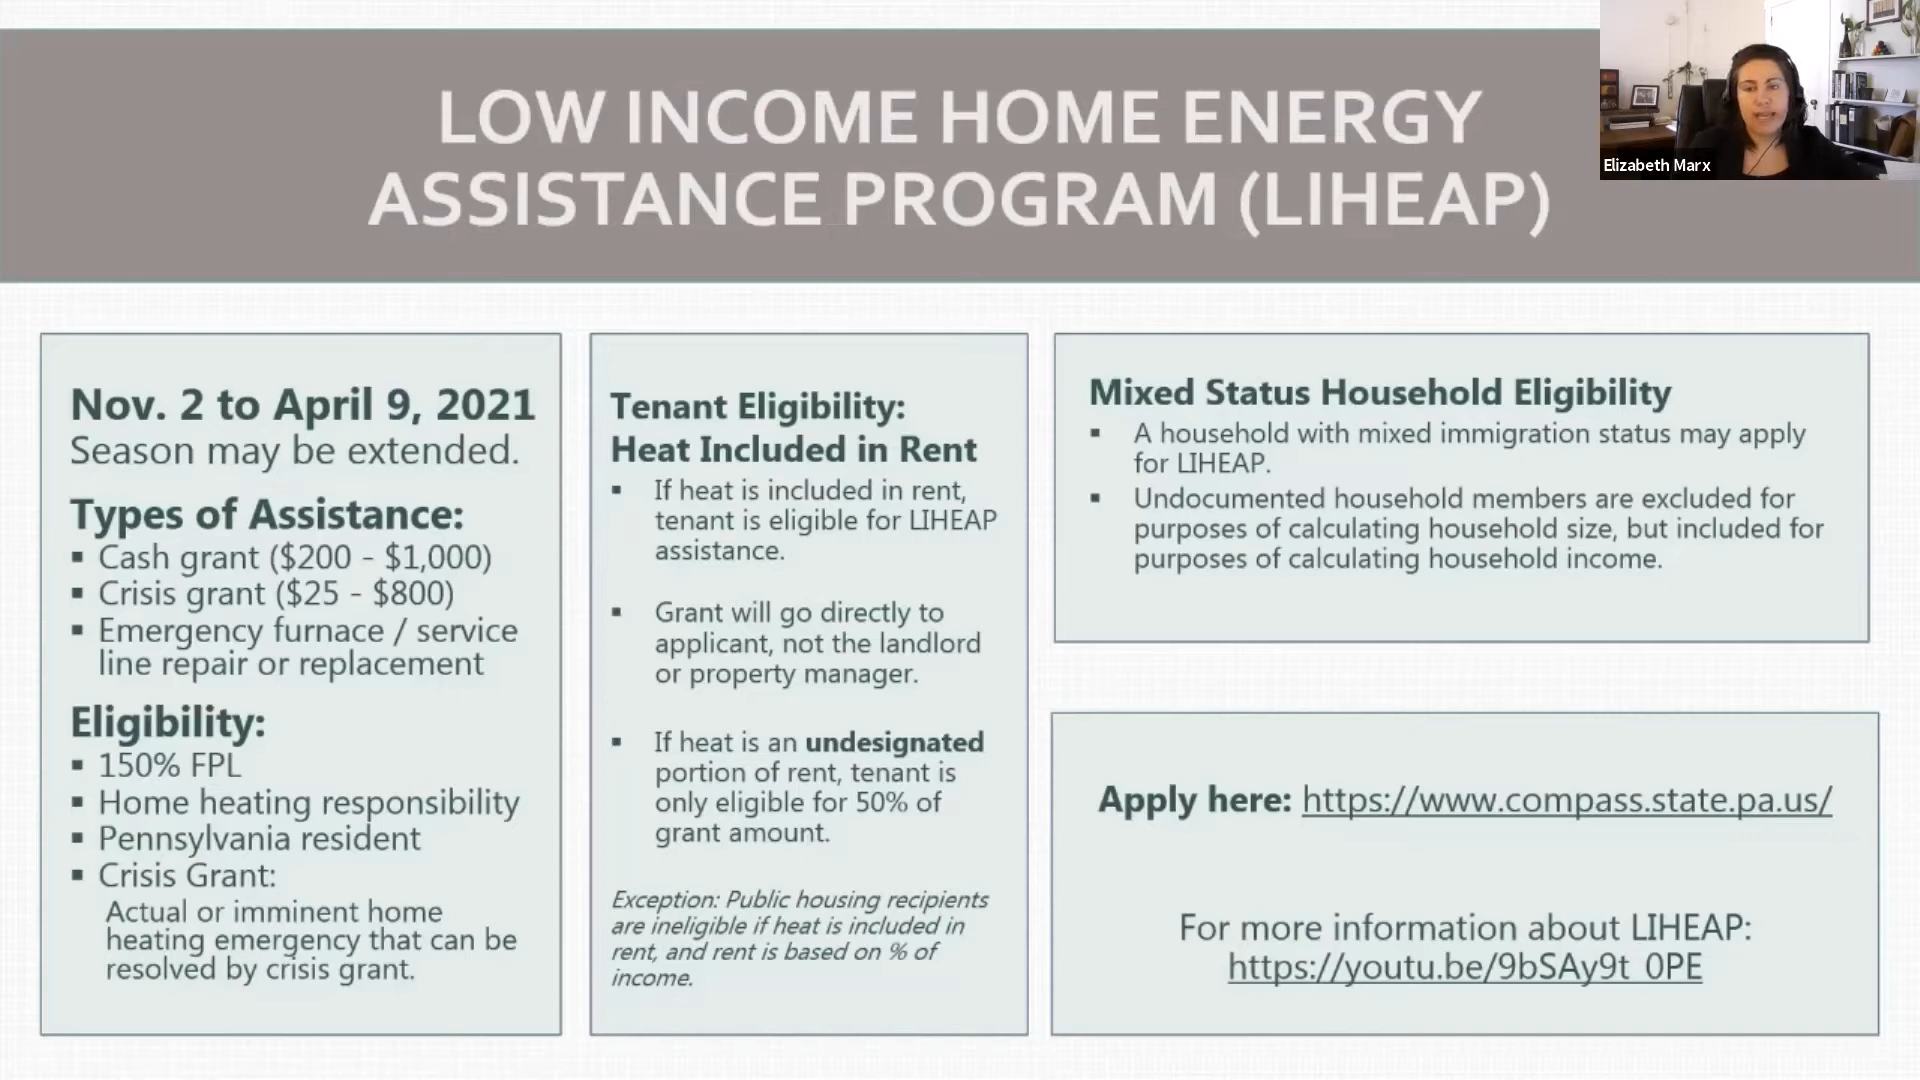 LOW INCOME HOME ENERGY
ASSISTANCE PROGRAM (LIHEAP)
Elizabeth Marx
Nov. 2 to April 9, 2021
Season may be extended.
Types of Assistance:
▪ Cash grant ($200 - $1,000)
▪ Crisis grant ($25 - $800)
▪ Emergency furnace / service
line repair or replacement
Eligibility:
▪ 150% FPL
▪ Home heating responsibility
▪ Pennsylvania resident
▪ Crisis Grant:
Actual or imminent home
heating emergency that can be
resolved by crisis grant.
Tenant Eligibility:
Heat Included in Rent
▪ If heat is included in rent,
tenant is eligible for LIHEAP
assistance.
▪ Grant will go directly to
applicant, not the landlord
or property manager.
▪ If heat is an undesignated
portion of rent, tenant is
only eligible for 50% of
grant amount.
Exception: Public housing recipients
are ineligible if heat is included in
rent, and rent is based on % of
income.
Mixed Status Household Eligibility
▪ A household with mixed immigration status may apply
for LIHEAP.
▪ Undocumented household members are excluded for
purposes of calculating household size, but included for
purposes of calculating household income.
Apply here: https://www.compass.state.pa.us/
For more information about LIHEAP:
https://youtu.be/9bSAy9t_0PE